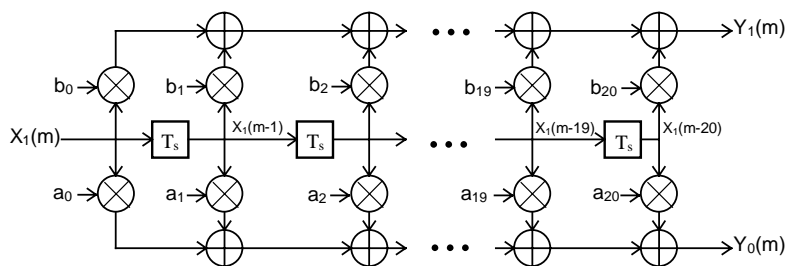 Y₁(m)
b₀ b₁ b₂ b₁₉ b₂₀
X₁(m) Tₛ X₁(m-1) Tₛ X₁(m-19) Tₛ X₁(m-20)
a₀ a₁ a₂ a₁₉ a₂₀
Y₀(m)